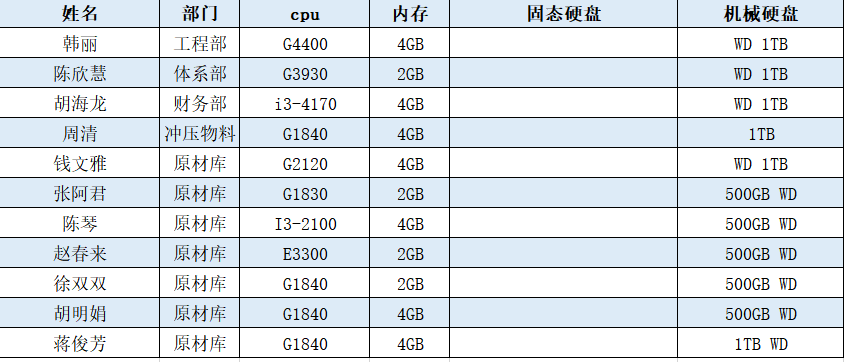 姓名 部门 cpu 内存 固态硬盘 机械硬盘
韩丽 工程部 G4400 4GB WD 1TB
陈欣慧 体系部 G3930 2GB WD 1TB
胡海龙 财务部 i3-4170 4GB WD 1TB
周清 冲压物料 G1840 4GB 1TB
钱文雅 原材库 G2120 4GB WD 1TB
张阿君 原材库 G1830 2GB 500GB WD
陈琴 原材库 I3-2100 4GB 500GB WD
赵春来 原材库 E3300 2GB 500GB WD
徐双双 原材库 G1840 2GB 500GB WD
胡明娟 原材库 G1840 4GB 500GB WD
蒋俊芳 原材库 G1840 4GB 1TB WD